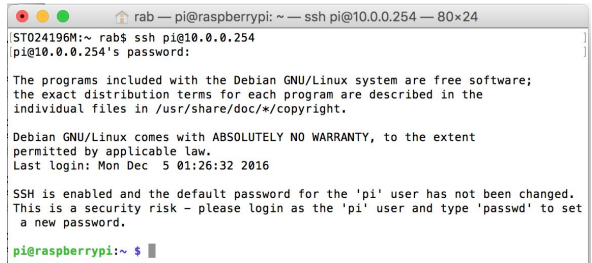 rab — pi@raspberrypi: ~ — ssh pi@10.0.0.254 — 80×24
[STO24196M:~ rab$ ssh pi@10.0.0.254 ]
[pi@10.0.0.254's password: ]
The programs included with the Debian GNU/Linux system are free software;
the exact distribution terms for each program are described in the
individual files in /usr/share/doc/*/copyright.
Debian GNU/Linux comes with ABSOLUTELY NO WARRANTY, to the extent
permitted by applicable law.
Last login: Mon Dec  5 01:26:32 2016
SSH is enabled and the default password for the 'pi' user has not been changed.
This is a security risk – please login as the 'pi' user and type 'passwd' to set
 a new password.
pi@raspberrypi:~ $